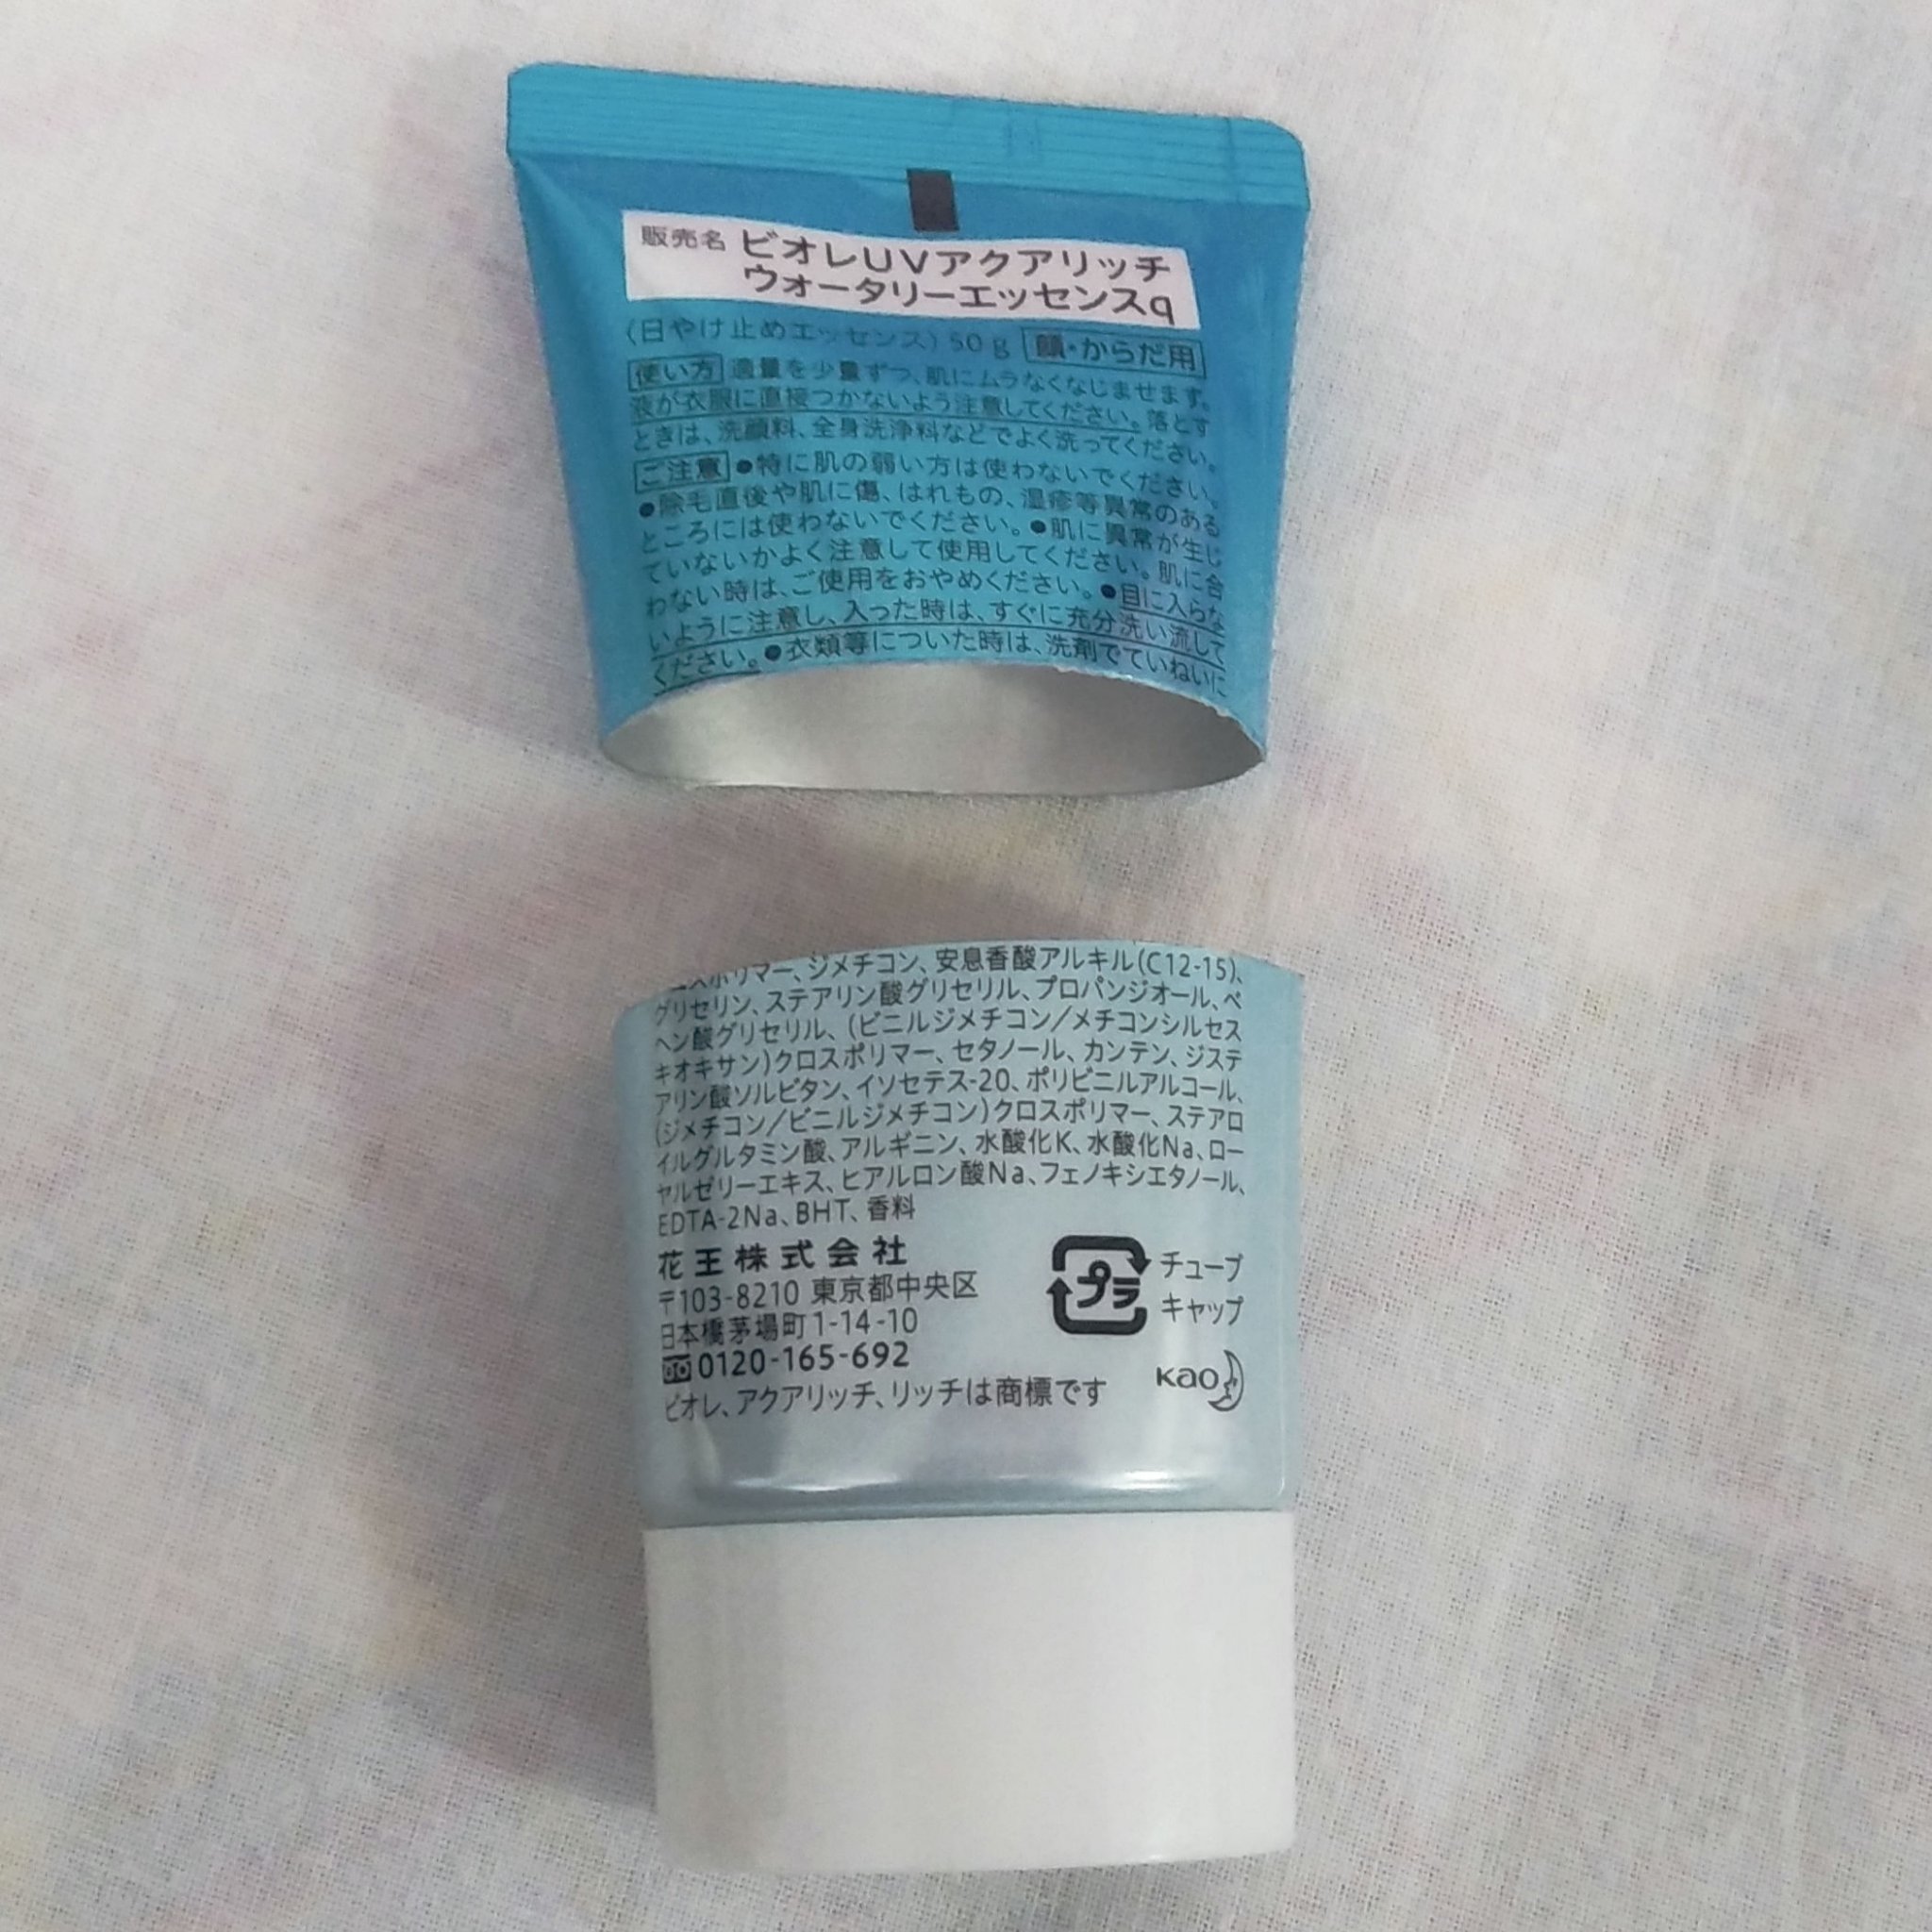 販売名 ビオレUVアクアリッチ
ウォータリーエッセンスq
(日やけ止めエッセンス) 50g 顔・からだ用
使い方 適量を少量ずつ、肌にムラなくなじませます。
液が衣服に直接つかないよう注意してください。落とす
ときは、洗顔料、全身洗浄料などでよく洗ってください。
ご注意 ●特に肌の弱い方は使わないでください。
●除毛直後や肌に傷、はれもの、湿疹等異常のある
ところには使わないでください。●肌に異常が生じ
ていないかよく注意して使用してください。肌に合
わない時は、ご使用をおやめください。●目に入らな
いように注意し、入った時は、すぐに充分洗い流して
ください。●衣類等についた時は、洗剤でていねいに
ポリマー、ジメチコン、安息香酸アルキル(C12-15)、
グリセリン、ステアリン酸グリセリル、プロパンジオール、ベ
ヘン酸グリセリル、(ビニルジメチコン/メチコンシルセス
キオキサン)クロスポリマー、セタノール、カンテン、ジステ
アリン酸ソルビタン、イソセテス-20、ポリビニルアルコール、
(ジメチコン/ビニルジメチコン)クロスポリマー、ステアロ
イルグルタミン酸、アルギニン、水酸化K、水酸化Na、ロー
ヤルゼリーエキス、ヒアルロン酸Na、フェノキシエタノール、
EDTA-2Na、BHT、香料
花王株式会社
〒103-8210 東京都中央区
日本橋茅場町1-14-10
0120-165-692
ビオレ、アクアリッチ、リッチは商標です
プラ チューブ
キャップ
Kao